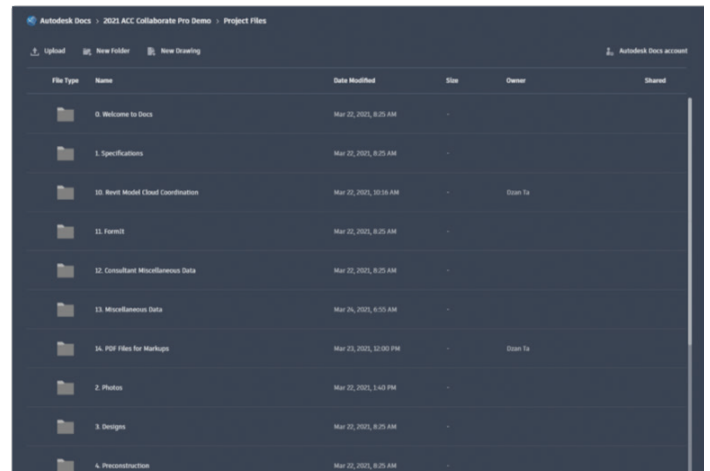 Autodesk Docs > 2021 ACC Collaborate Pro Demo > Project Files
Upload New Folder New Drawing Autodesk Docs account
File Type Name Date Modified Size Owner Shared
0. Welcome to Docs Mar 22, 2021, 8:25 AM -
1. Specifications Mar 22, 2021, 8:25 AM -
10. Revit Model Cloud Coordination Mar 22, 2021, 10:16 AM - Dzan Ta
11. FormIt Mar 22, 2021, 8:25 AM -
12. Consultant Miscellaneous Data Mar 22, 2021, 8:25 AM -
13. Miscellaneous Data Mar 24, 2021, 6:55 AM -
14. PDF Files for Markups Mar 23, 2021, 12:00 PM - Dzan Ta
2. Photos Mar 22, 2021, 1:40 PM -
3. Designs Mar 22, 2021, 8:25 AM -
4. Preconstruction Mar 22, 2021, 8:25 AM -